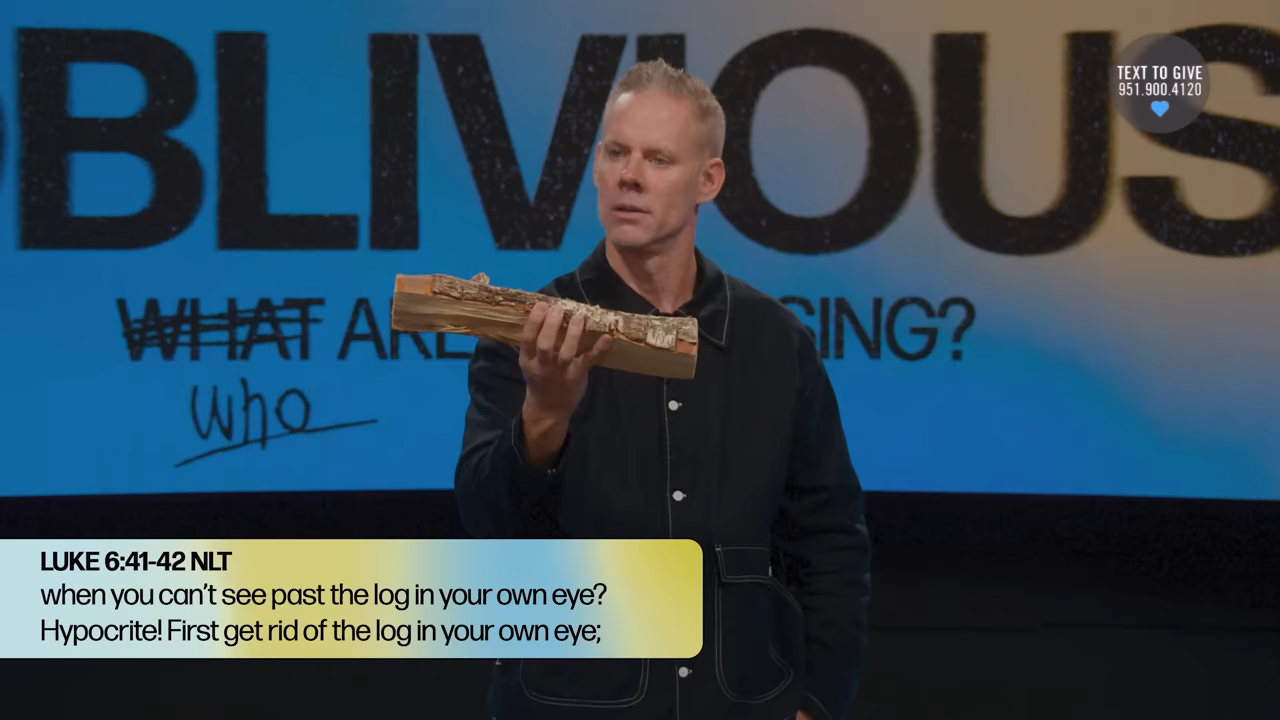 BLIVIOUS
TEXT TO GIVE
951.900.4120
WHAT ARE SING?
who
LUKE 6:41-42 NLT
when you can't see past the log in your own eye?
Hypocrite! First get rid of the log in your own eye;